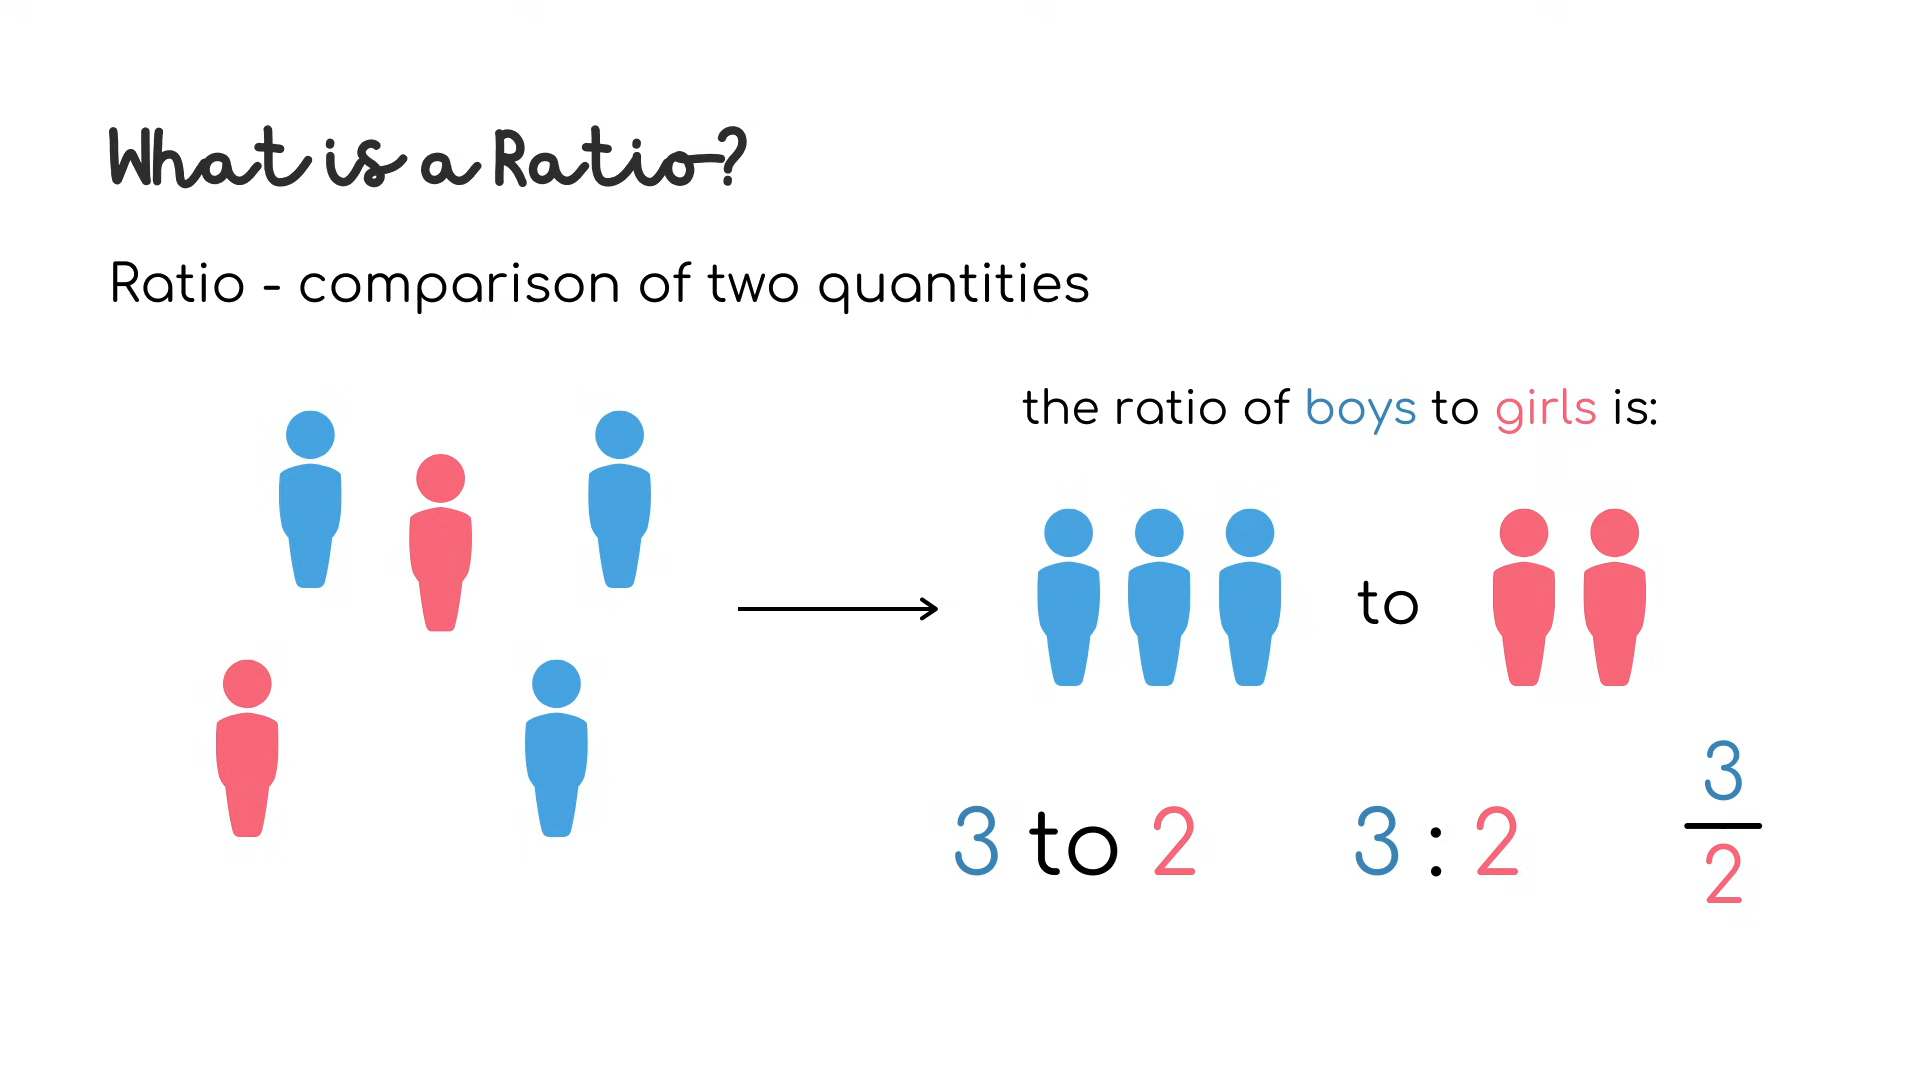 What is a Ratio?
Ratio - comparison of two quantities
the ratio of boys to girls is:
to
3 to 2
3 : 2
3
2